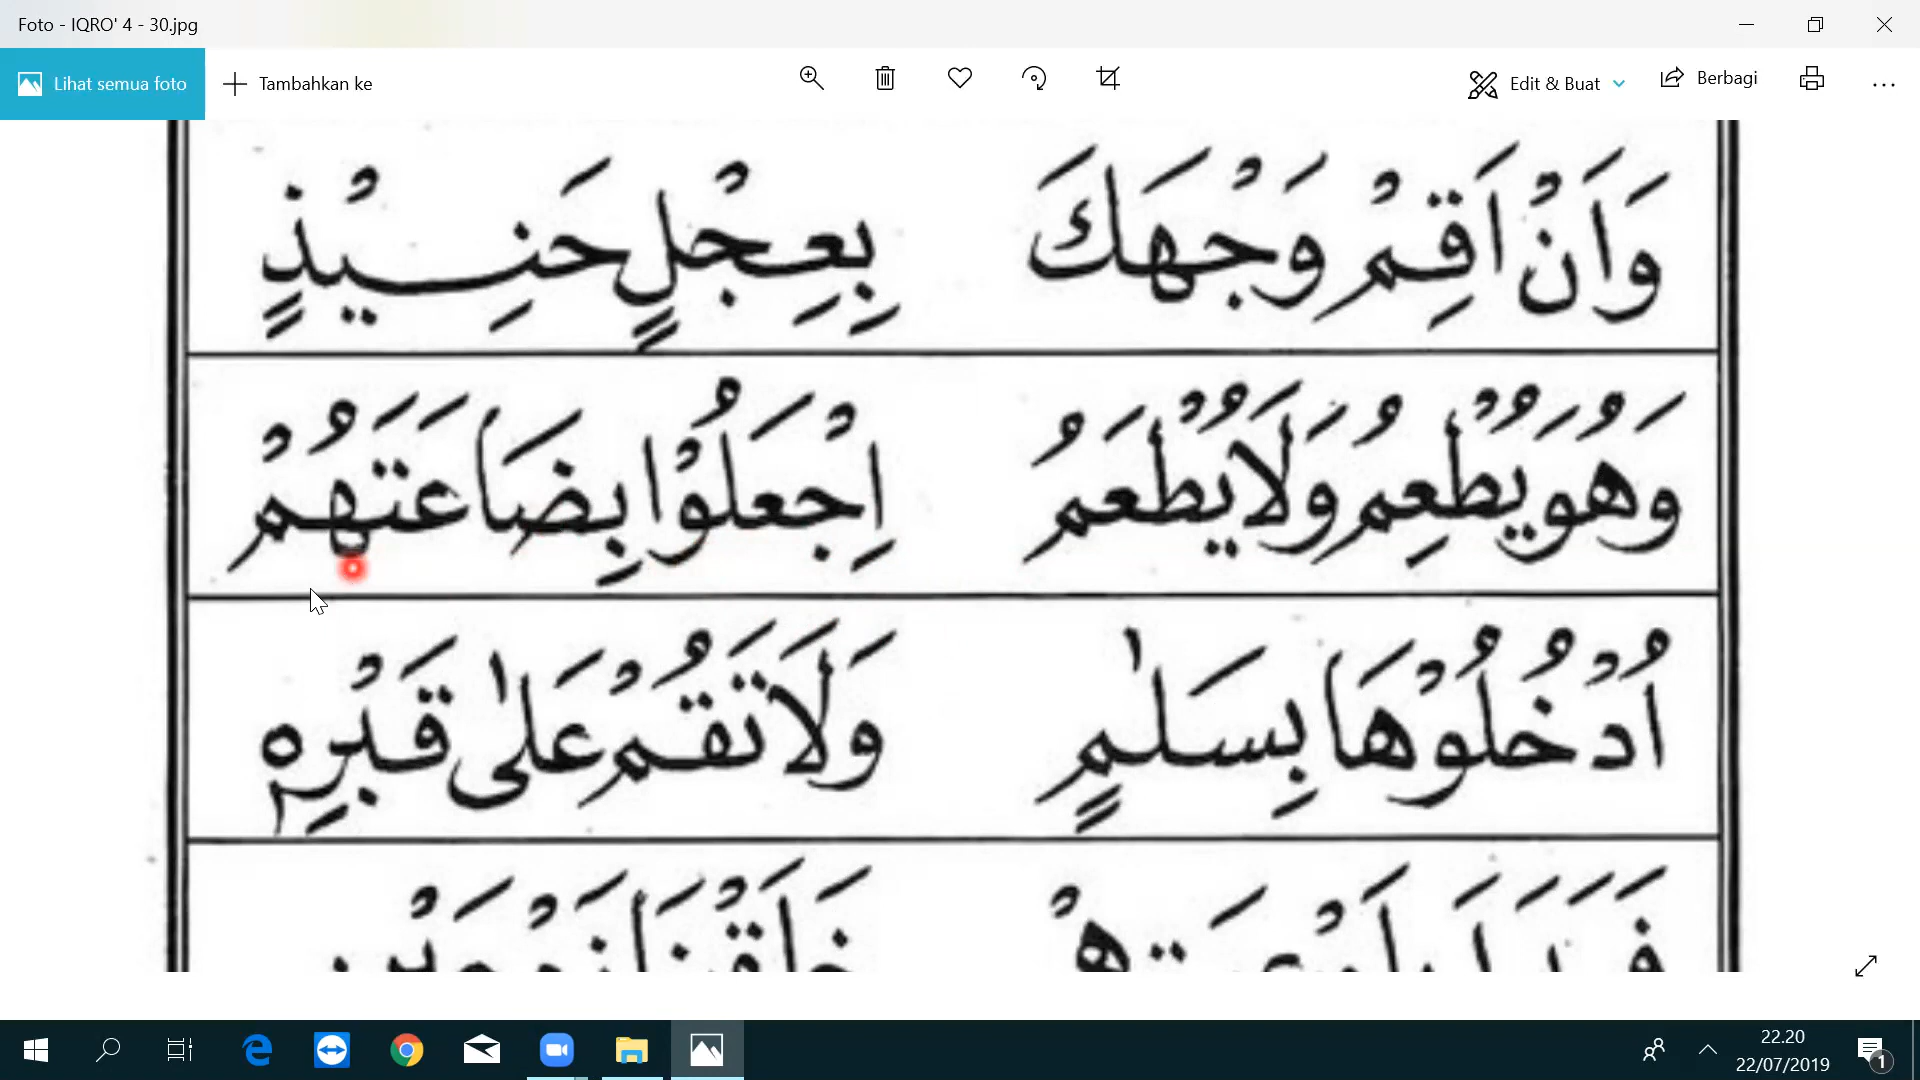 Foto - IQRO' 4 - 30.jpg
Lihat semua foto
Tambahkan ke
Edit & Buat
Berbagi
وَاَنْ اَقِمْ وَجْهَكَ بِعِجْلٍ حَنِيْذٍ
وَهُوَ يُطْعِمُ وَلَا يُطْعَمُ اِجْعَلُوْا بِضَاعَتَهُمْ
اُدْخُلُوْهَا بِسَلٰمٍ وَلَا تَقُمْ عَلٰى قَبْرِهٖ
22.20
22/07/2019
1